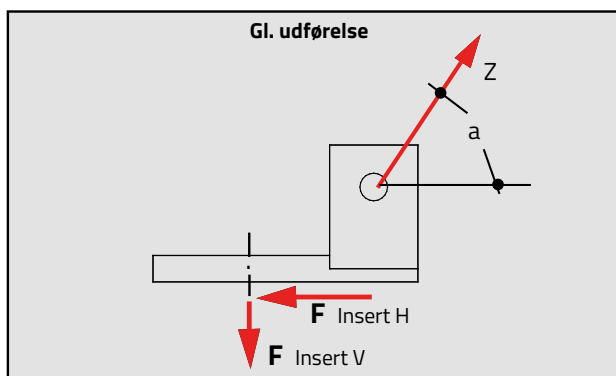 Gl. udførelse
Z
a
F Insert H
F Insert V